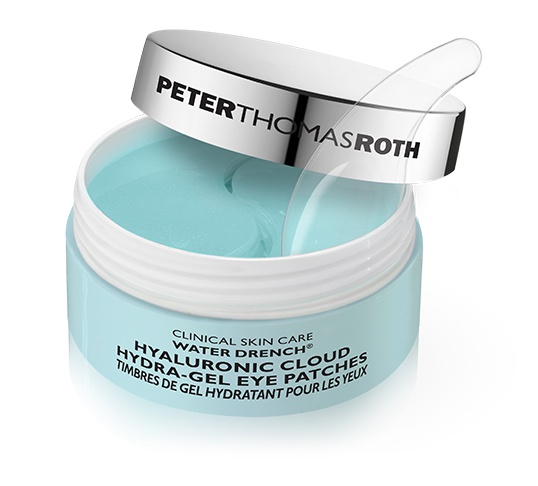 PETERTHOMASROTH
CLINICAL SKIN CARE
WATER DRENCH®
HYALURONIC CLOUD
HYDRA-GEL EYE PATCHES
TIMBRES DE GEL HYDRATANT POUR LES YEUX